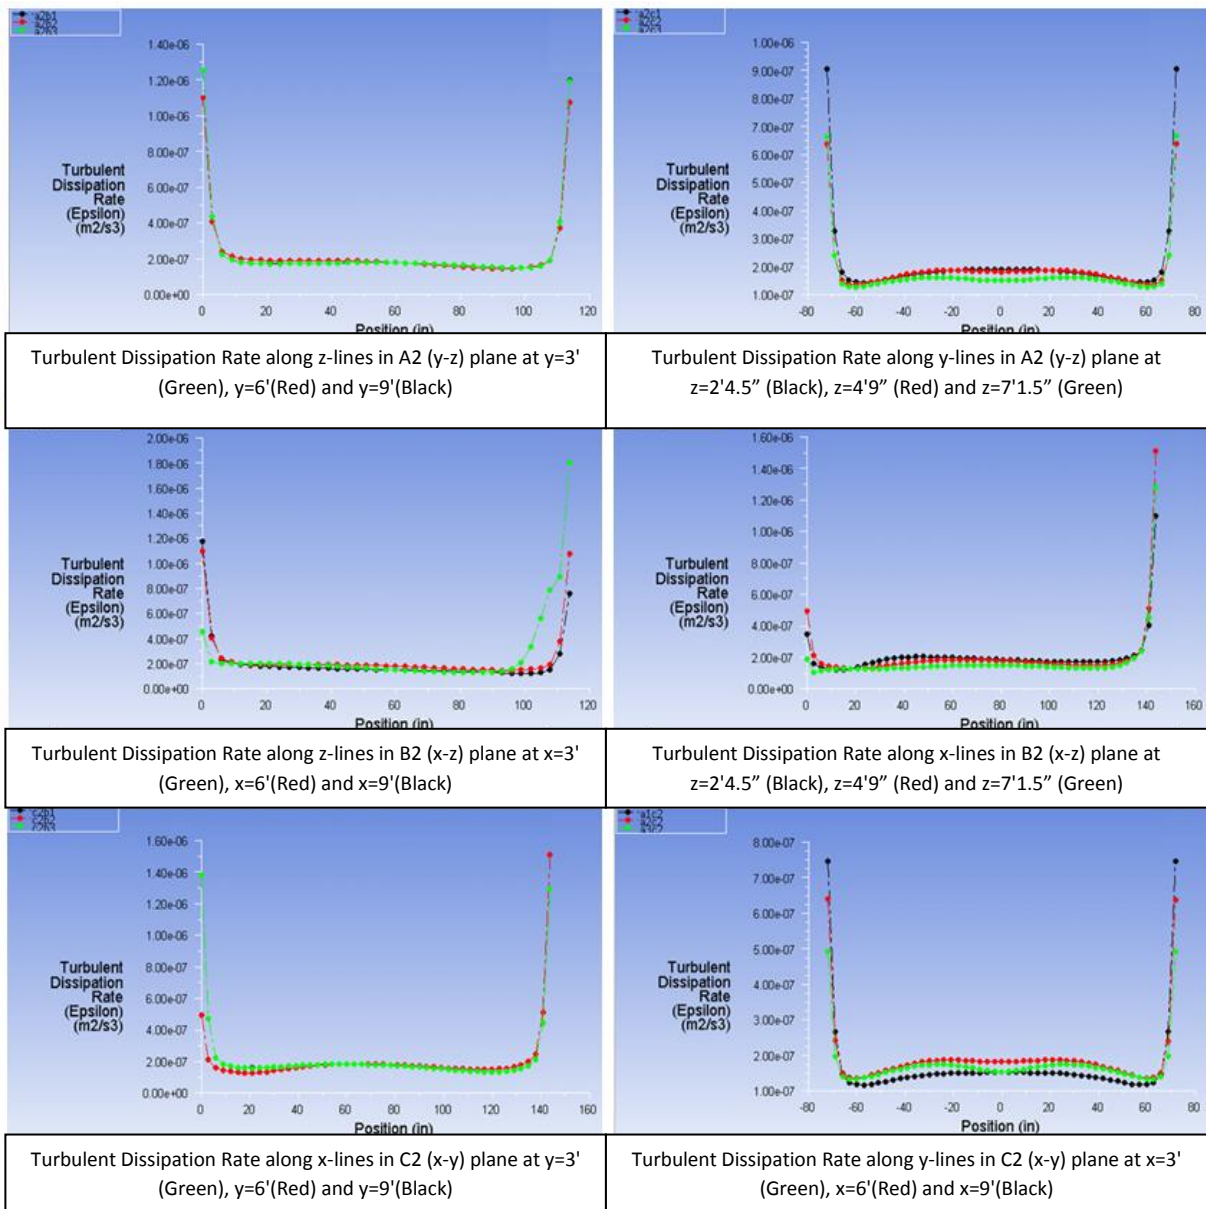 a2b1
a2b2
a2b3
1.40e-06
1.20e-06
1.00e-06
8.00e-07
6.00e-07
4.00e-07
2.00e-07
0.00e+00
Turbulent
Dissipation
Rate
(Epsilon)
(m2/s3)
0 20 40 60 80 100 120
Position (in)
a2c1
a2c2
1.00e-06
9.00e-07
8.00e-07
7.00e-07
6.00e-07
5.00e-07
4.00e-07
3.00e-07
2.00e-07
1.00e-07
Turbulent
Dissipation
Rate
(Epsilon)
(m2/s3)
-80 -60 -40 -20 0 20 40 60 80
Position (in)
Turbulent Dissipation Rate along z-lines in A2 (y-z) plane at y=3'
(Green), y=6'(Red) and y=9'(Black)
Turbulent Dissipation Rate along y-lines in A2 (y-z) plane at
z=2'4.5” (Black), z=4'9” (Red) and z=7'1.5” (Green)
2.00e-06
1.80e-06
1.60e-06
1.40e-06
1.20e-06
1.00e-06
8.00e-07
6.00e-07
4.00e-07
2.00e-07
0.00e+00
Turbulent
Dissipation
Rate
(Epsilon)
(m2/s3)
0 20 40 60 80 100 120
Position (in)
1.60e-06
1.40e-06
1.20e-06
1.00e-06
8.00e-07
6.00e-07
4.00e-07
2.00e-07
0.00e+00
Turbulent
Dissipation
Rate
(Epsilon)
(m2/s3)
0 20 40 60 80 100 120 140 160
Position (in)
Turbulent Dissipation Rate along z-lines in B2 (x-z) plane at x=3'
(Green), x=6'(Red) and x=9'(Black)
Turbulent Dissipation Rate along x-lines in B2 (x-z) plane at
z=2'4.5” (Black), z=4'9” (Red) and z=7'1.5” (Green)
c2b1
c2b2
c2b3
1.60e-06
1.40e-06
1.20e-06
1.00e-06
8.00e-07
6.00e-07
4.00e-07
2.00e-07
0.00e+00
Turbulent
Dissipation
Rate
(Epsilon)
(m2/s3)
0 20 40 60 80 100 120 140 160
Position (in)
a1c2
a2c2
a3c2
8.00e-07
7.00e-07
6.00e-07
5.00e-07
4.00e-07
3.00e-07
2.00e-07
1.00e-07
Turbulent
Dissipation
Rate
(Epsilon)
(m2/s3)
-80 -60 -40 -20 0 20 40 60 80
Position (in)
Turbulent Dissipation Rate along x-lines in C2 (x-y) plane at y=3'
(Green), y=6'(Red) and y=9'(Black)
Turbulent Dissipation Rate along y-lines in C2 (x-y) plane at x=3'
(Green), x=6'(Red) and x=9'(Black)